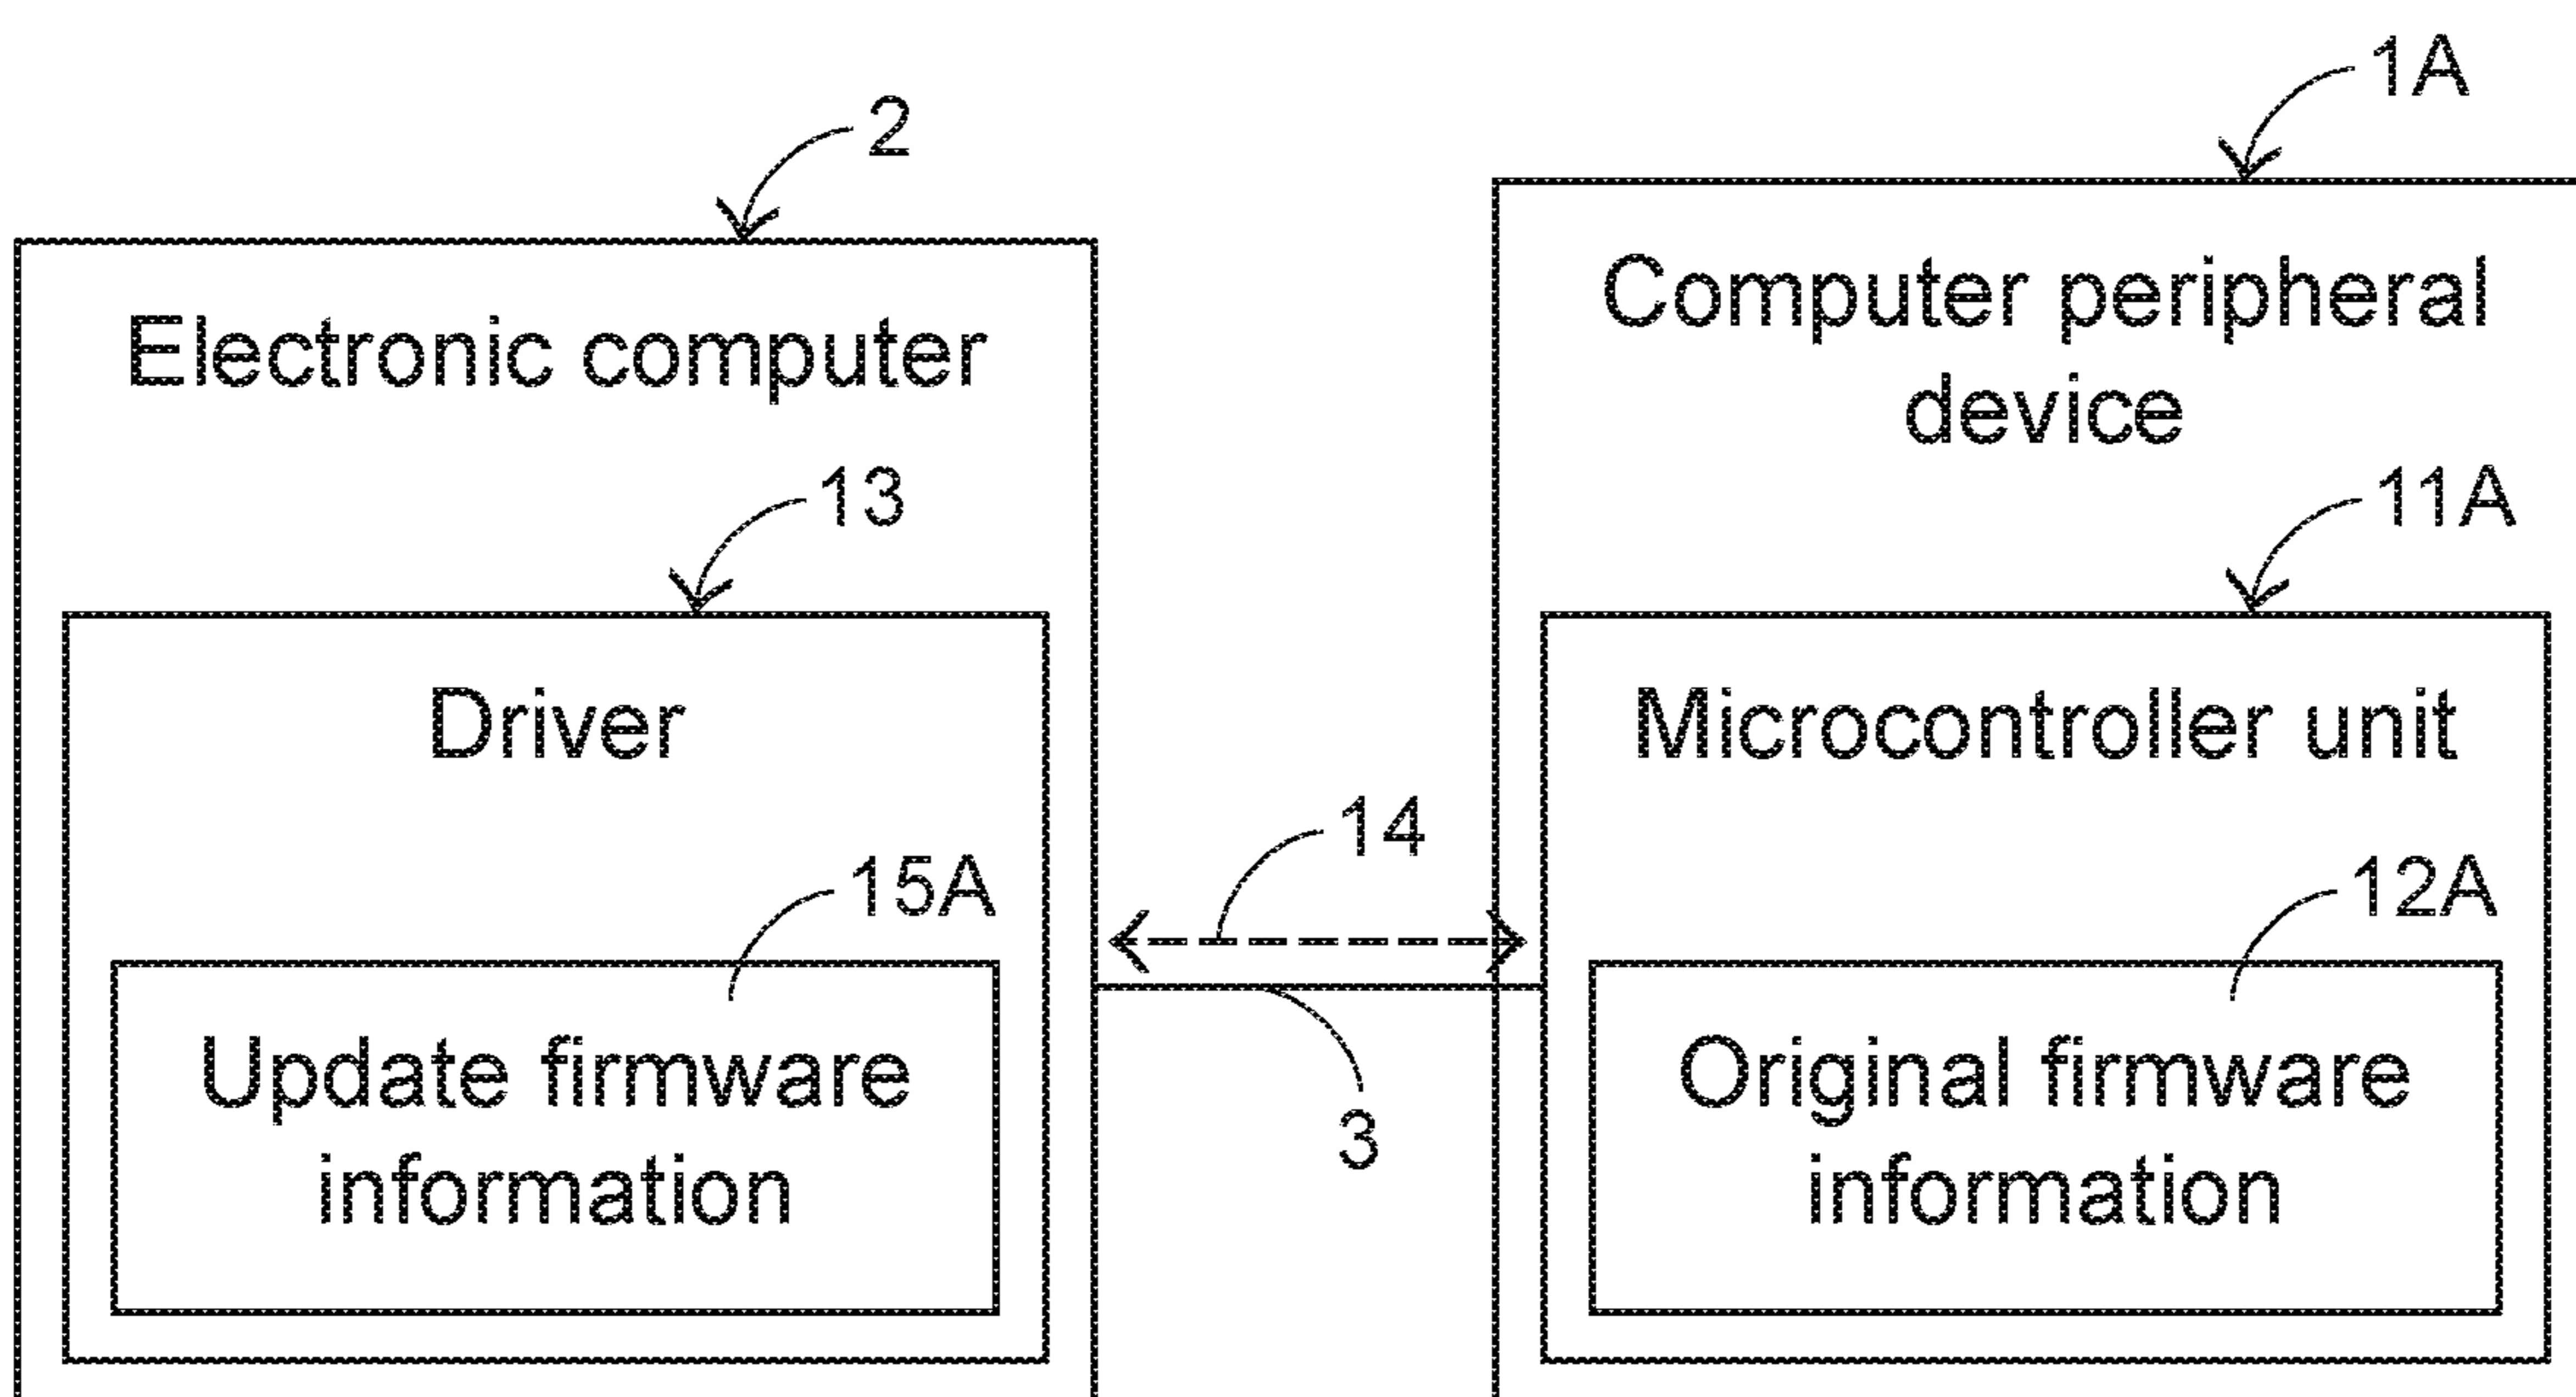 2
1A
Electronic computer
Computer peripheral
device
13
11A
Driver
Microcontroller unit
14
15A
12A
Update firmware
information
3
Original firmware
information